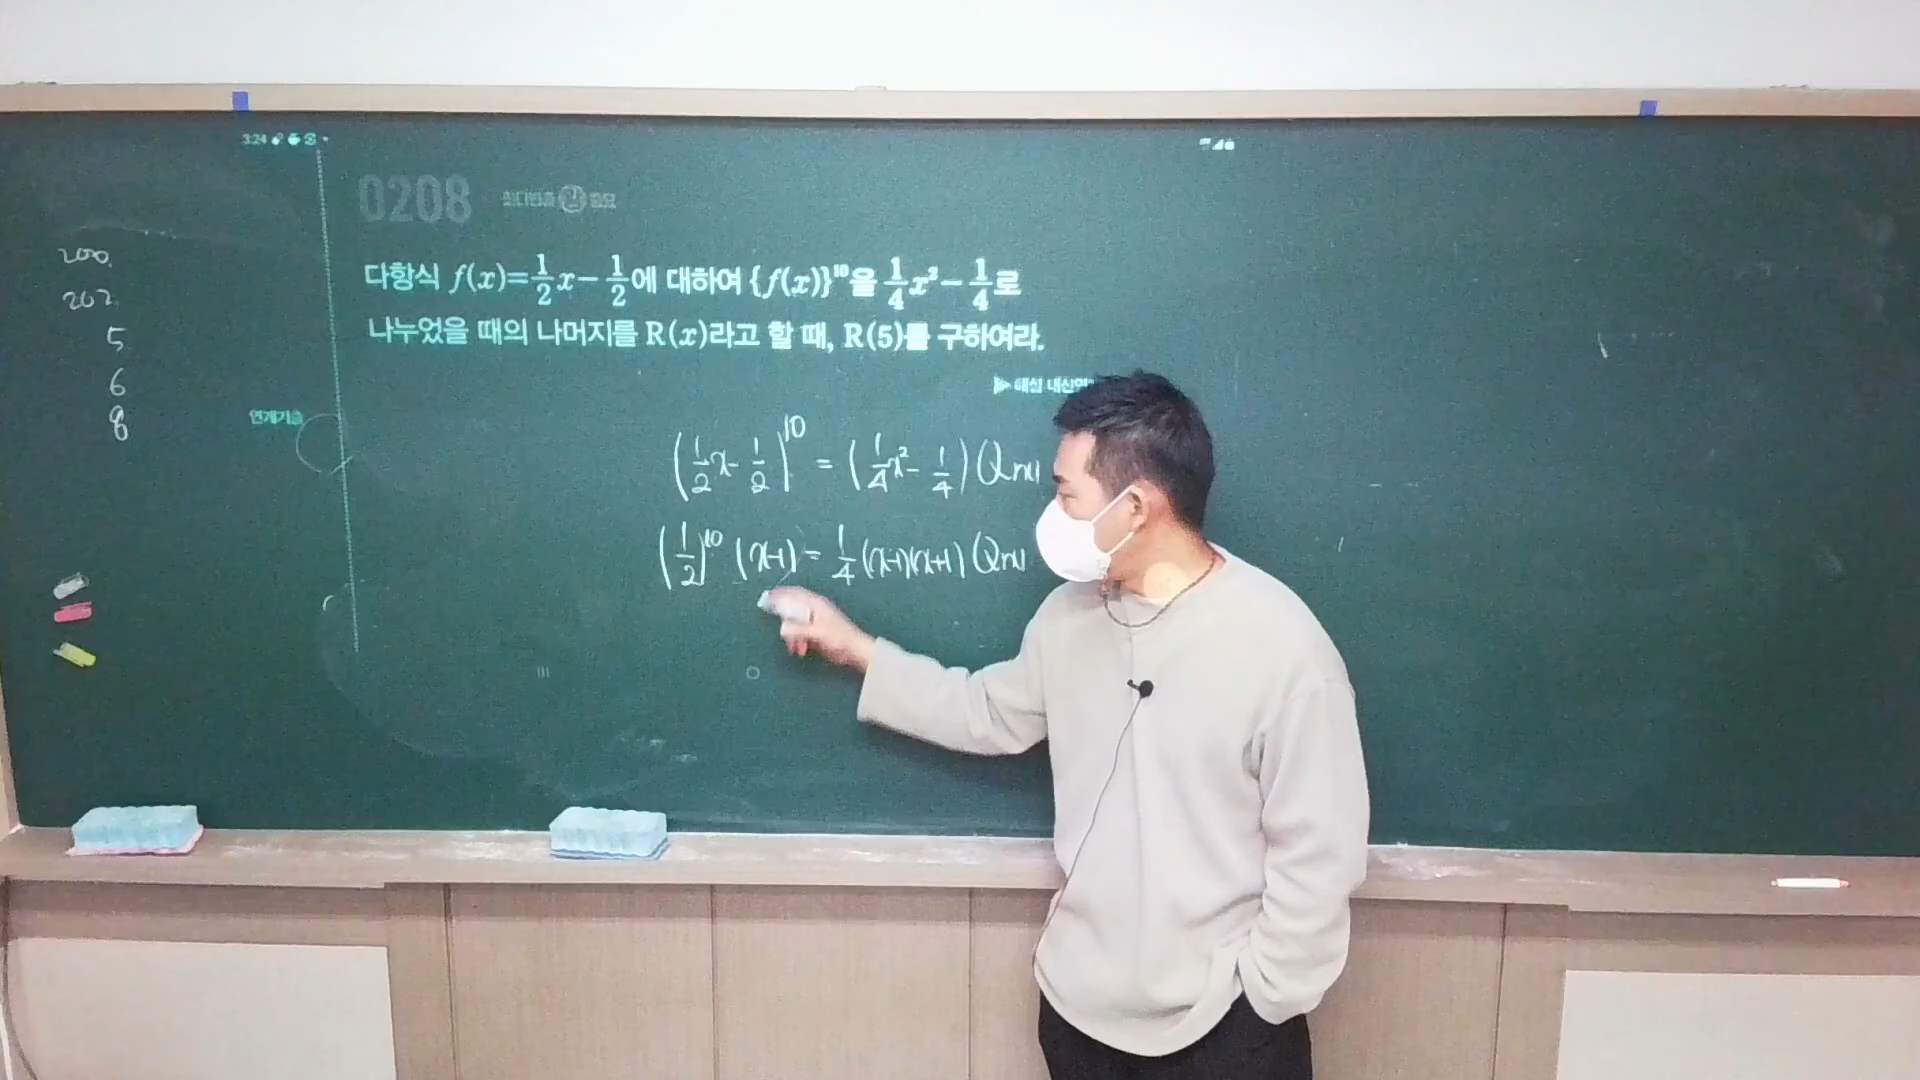 3:24
0208
다항식 f(x)=1/2x-1/2에 대하여 {f(x)}¹⁰을 1/4x²-1/4로
나누었을 때의 나머지를 R(x)라고 할 때, R(5)를 구하여라.
200.
202.
5
6
8
(1/2x-1/2)¹⁰ = (1/4x²-1/4)Q(x)
(1/2)¹⁰(x-1) = 1/4(x-1)(x+1)Q(x)